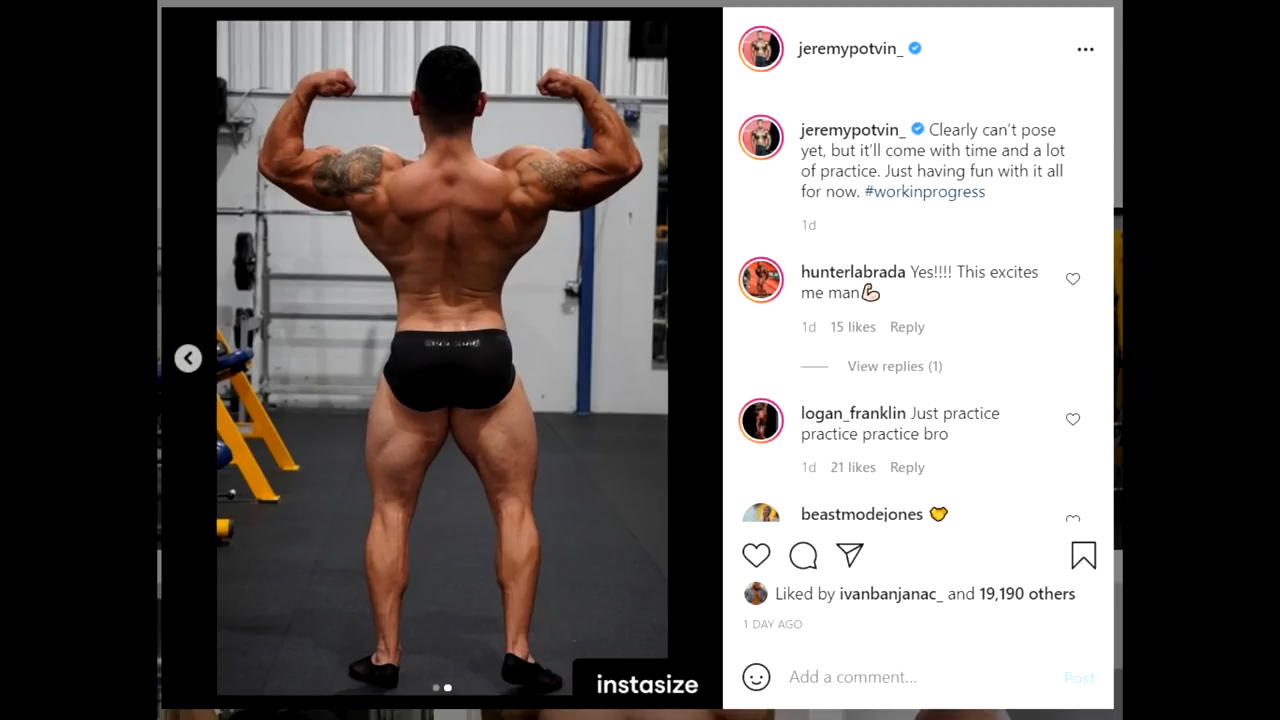 jeremypotvin_
jeremypotvin_ Clearly can't pose
yet, but it'll come with time and a lot
of practice. Just having fun with it all
for now. #workinprogress
1d
hunterlabrada Yes!!!! This excites
me man💪🏻
1d 15 likes Reply
View replies (1)
logan_franklin Just practice
practice practice bro
1d 21 likes Reply
beastmodejones
Liked by ivanbanjanac_ and 19,190 others
1 DAY AGO
Add a comment... Post
instasize